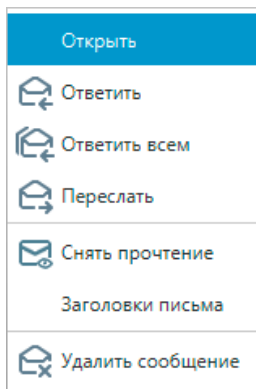 Открыть
Ответить
Ответить всем
Переслать
Снять прочтение
Заголовки письма
Удалить сообщение